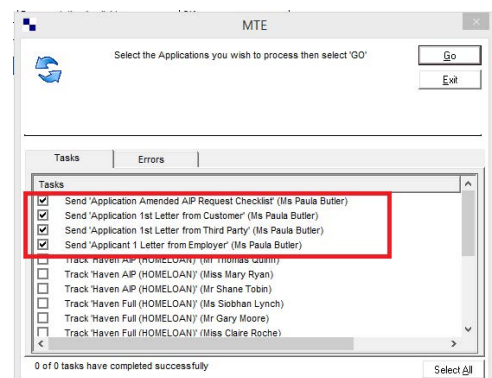 MTE
Select the Applications you wish to process then select 'GO'
Go
Exit
Tasks
Errors
Tasks
Send 'Application Amended AIP Request Checklist' (Ms Paula Butler)
Send 'Application 1st Letter from Customer' (Ms Paula Butler)
Send 'Application 1st Letter from Third Party' (Ms Paula Butler)
Send 'Applicant 1 Letter from Employer' (Ms Paula Butler)
Track 'Haven AIP (HOMELOAN)' (Mr Thomas Quinn)
Track 'Haven AIP (HOMELOAN)' (Miss Mary Ryan)
Track 'Haven AIP (HOMELOAN)' (Mr Shane Tobin)
Track 'Haven Full (HOMELOAN)' (Ms Siobhan Lynch)
Track 'Haven Full (HOMELOAN)' (Mr Gary Moore)
Track 'Haven Full (HOMELOAN)' (Miss Claire Roche)
0 of 0 tasks have completed successfully
Select All